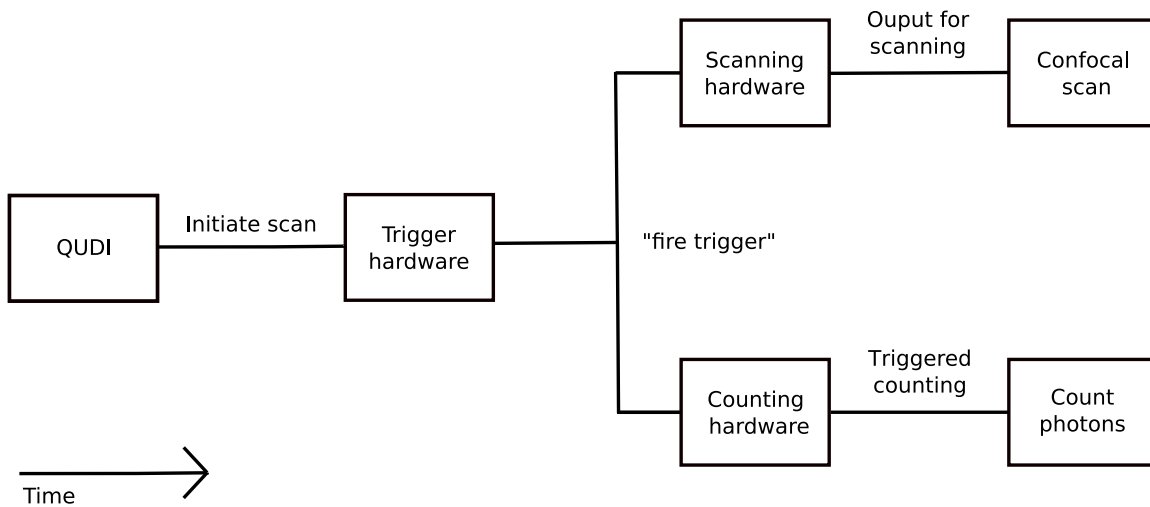 QUDI
Initiate scan
Trigger
hardware
"fire trigger"
Scanning
hardware
Ouput for
scanning
Confocal
scan
Counting
hardware
Triggered
counting
Count
photons
Time